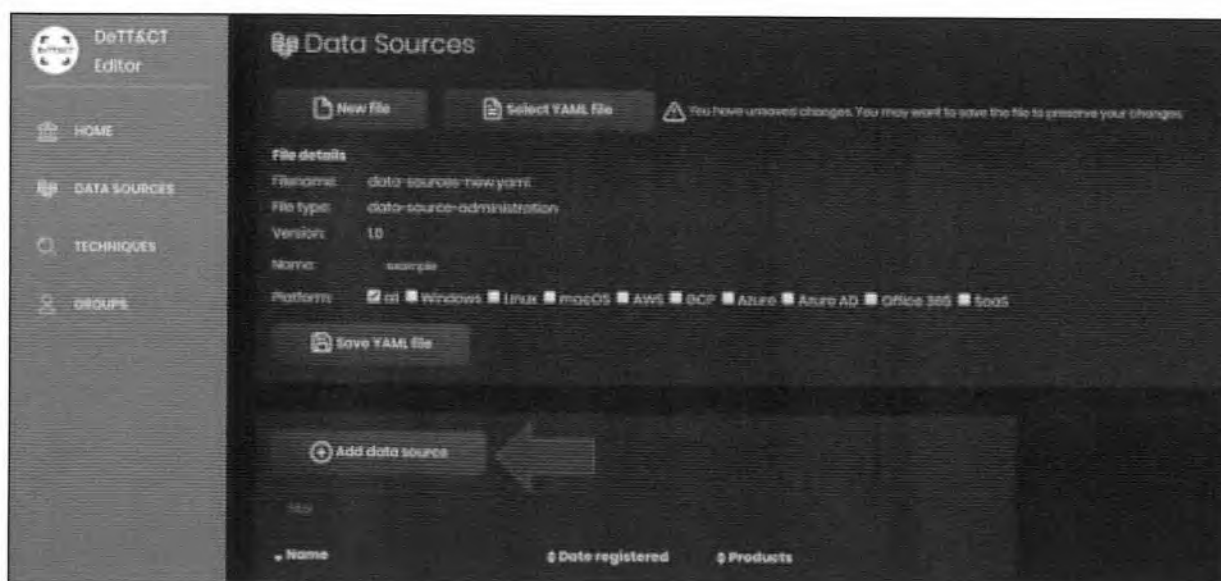 DeTT&CT
Editor
HOME
DATA SOURCES
TECHNIQUES
GROUPS
Data Sources
New file
Select YAML file
You have unsaved changes. You may want to save the file to preserve your changes
File details
Filename: data-sources-new.yaml
File type: data-source-administration
Version: 1.0
Name: example
Platform: all Windows Linux macOS AWS GCP Azure Azure AD Office 365 SaaS
Save YAML file
Add data source
filter
Name Date registered Products